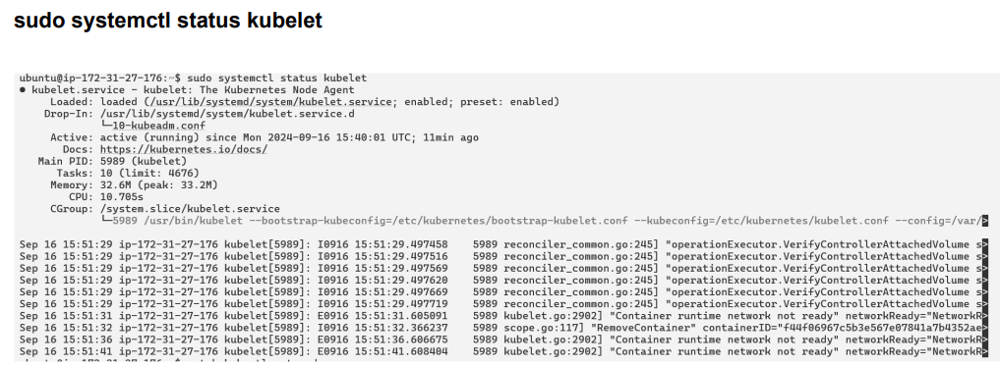 sudo systemctl status kubelet
ubuntu@ip-172-31-27-176:~$ sudo systemctl status kubelet
● kubelet.service - kubelet: The Kubernetes Node Agent
Loaded: loaded (/usr/lib/systemd/system/kubelet.service; enabled; preset: enabled)
Drop-In: /usr/lib/systemd/system/kubelet.service.d
└─10-kubeadm.conf
Active: active (running) since Mon 2024-09-16 15:40:01 UTC; 11min ago
Docs: https://kubernetes.io/docs/
Main PID: 5989 (kubelet)
Tasks: 10 (limit: 4676)
Memory: 32.6M (peak: 33.2M)
CPU: 10.705s
CGroup: /system.slice/kubelet.service
└─5989 /usr/bin/kubelet --bootstrap-kubeconfig=/etc/kubernetes/bootstrap-kubelet.conf --kubeconfig=/etc/kubernetes/kubelet.conf --config=/var/>
Sep 16 15:51:29 ip-172-31-27-176 kubelet[5989]: I0916 15:51:29.497458 5989 reconciler_common.go:245] "operationExecutor.VerifyControllerAttachedVolume s>
Sep 16 15:51:29 ip-172-31-27-176 kubelet[5989]: I0916 15:51:29.497516 5989 reconciler_common.go:245] "operationExecutor.VerifyControllerAttachedVolume s>
Sep 16 15:51:29 ip-172-31-27-176 kubelet[5989]: I0916 15:51:29.497569 5989 reconciler_common.go:245] "operationExecutor.VerifyControllerAttachedVolume s>
Sep 16 15:51:29 ip-172-31-27-176 kubelet[5989]: I0916 15:51:29.497620 5989 reconciler_common.go:245] "operationExecutor.VerifyControllerAttachedVolume s>
Sep 16 15:51:29 ip-172-31-27-176 kubelet[5989]: I0916 15:51:29.497669 5989 reconciler_common.go:245] "operationExecutor.VerifyControllerAttachedVolume s>
Sep 16 15:51:29 ip-172-31-27-176 kubelet[5989]: I0916 15:51:29.497719 5989 reconciler_common.go:245] "operationExecutor.VerifyControllerAttachedVolume s>
Sep 16 15:51:31 ip-172-31-27-176 kubelet[5989]: E0916 15:51:31.605091 5989 kubelet.go:2902] "Container runtime network not ready" networkReady="NetworkR>
Sep 16 15:51:32 ip-172-31-27-176 kubelet[5989]: I0916 15:51:32.366237 5989 scope.go:117] "RemoveContainer" containerID="f44f06967c5b3e567e07841a7b4352ae>
Sep 16 15:51:36 ip-172-31-27-176 kubelet[5989]: E0916 15:51:36.606675 5989 kubelet.go:2902] "Container runtime network not ready" networkReady="NetworkR>
Sep 16 15:51:41 ip-172-31-27-176 kubelet[5989]: E0916 15:51:41.608404 5989 kubelet.go:2902] "Container runtime network not ready" networkReady="NetworkR>